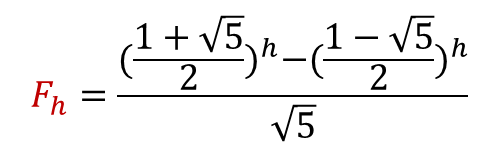 F_h = ((1 + √5)/2)^h − ((1 − √5)/2)^h / √5